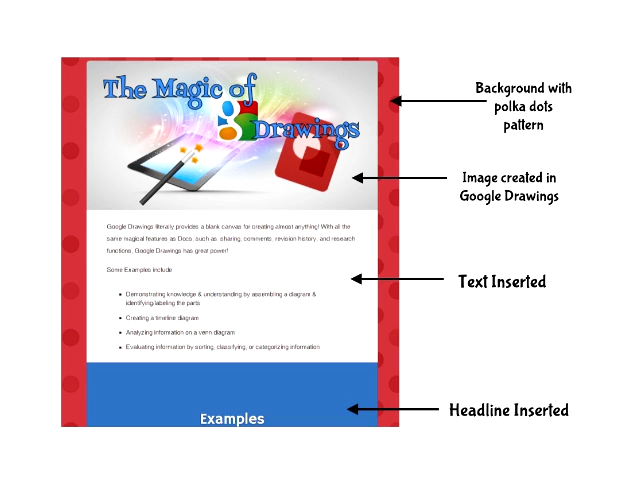 The Magic of
Drawings
Google Drawings literally provides a blank canvas for creating almost anything! With all the
same magical features as Docs, such as, sharing, comments, revision history, and research
functions, Google Drawings has great power!
Some Examples include
• Demonstrating knowledge & understanding by assembling a diagram &
identifying/labeling the parts
• Creating a timeline diagram
• Analyzing information on a venn diagram
• Evaluating information by sorting, classifying, or categorizing information
Examples
Background with
polka dots
pattern
Image created in
Google Drawings
Text Inserted
Headline Inserted